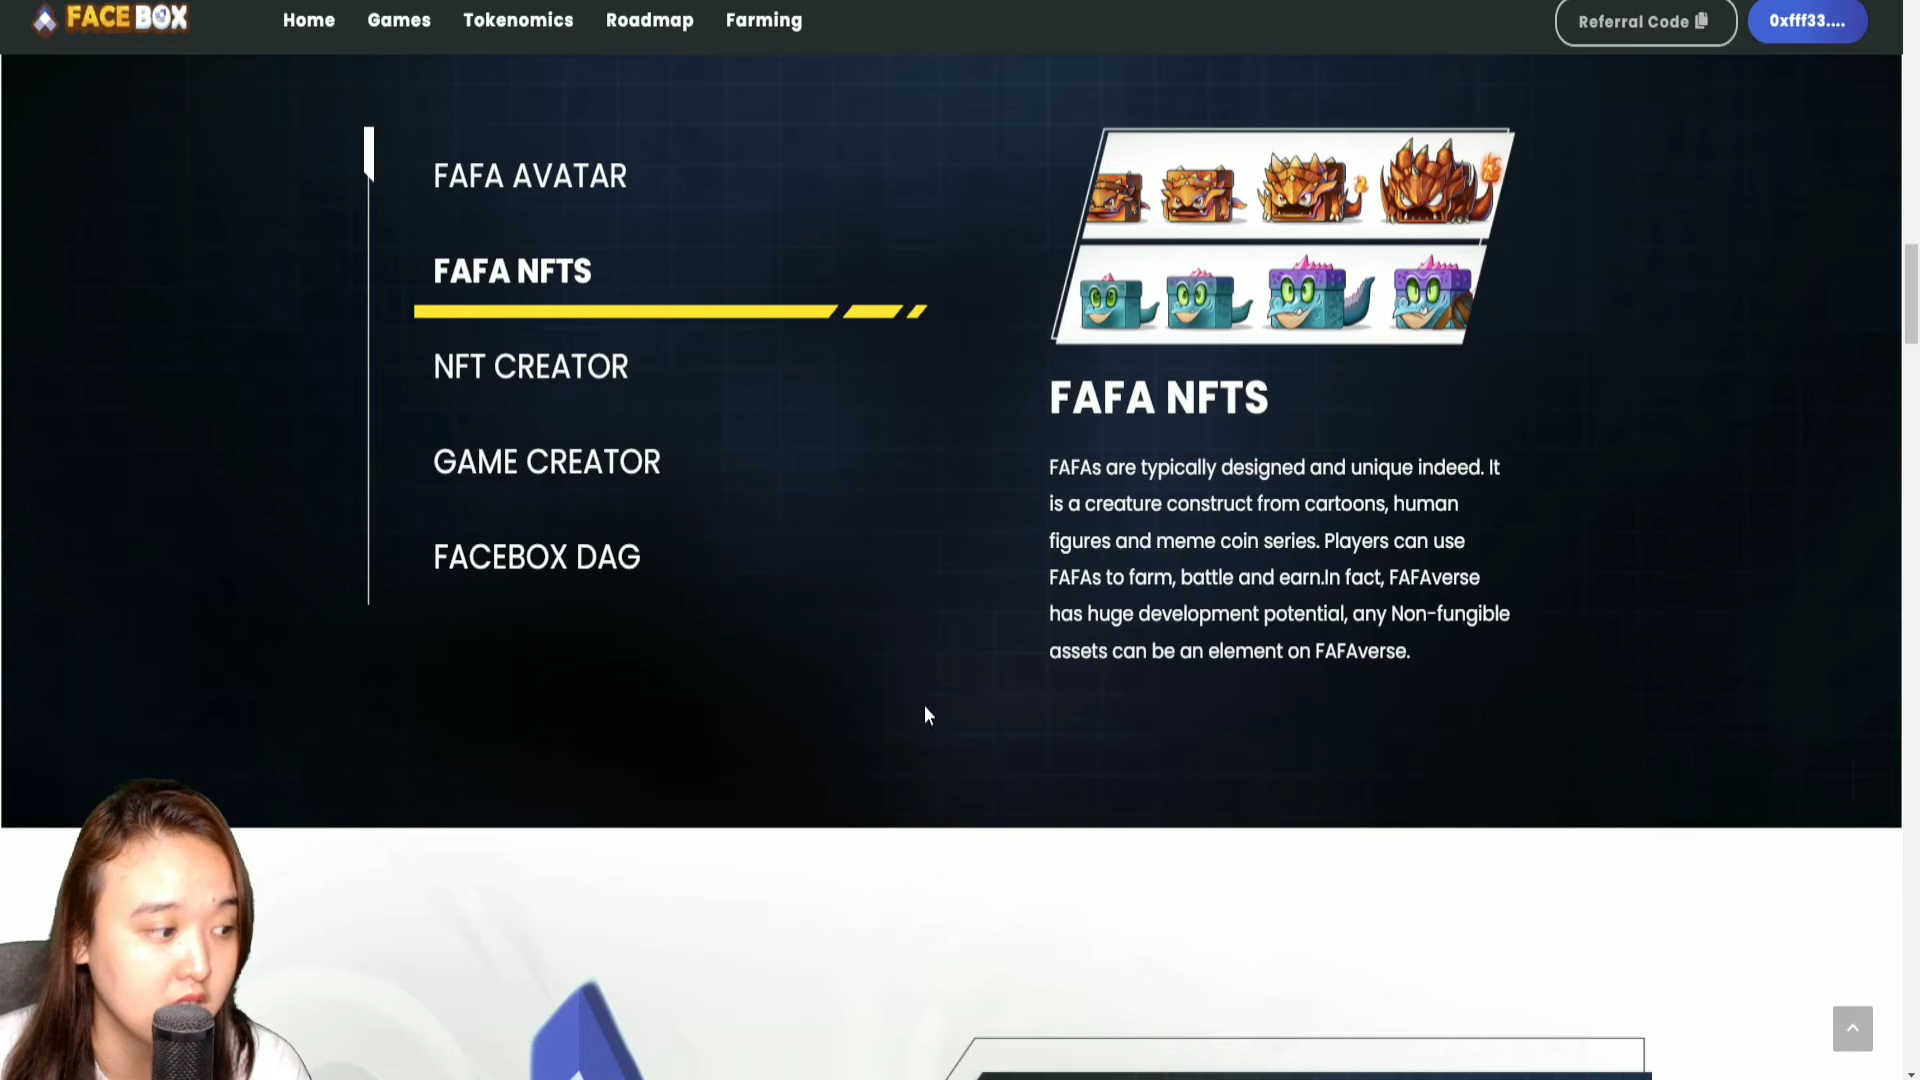 FACE BOX
Home Games Tokenomics Roadmap Farming
Referral Code
0xfff33....
FAFA AVATAR
FAFA NFTS
NFT CREATOR
GAME CREATOR
FACEBOX DAG
FAFA NFTS
FAFAs are typically designed and unique indeed. It
is a creature construct from cartoons, human
figures and meme coin series. Players can use
FAFAs to farm, battle and earn.In fact, FAFAverse
has huge development potential, any Non-fungible
assets can be an element on FAFAverse.